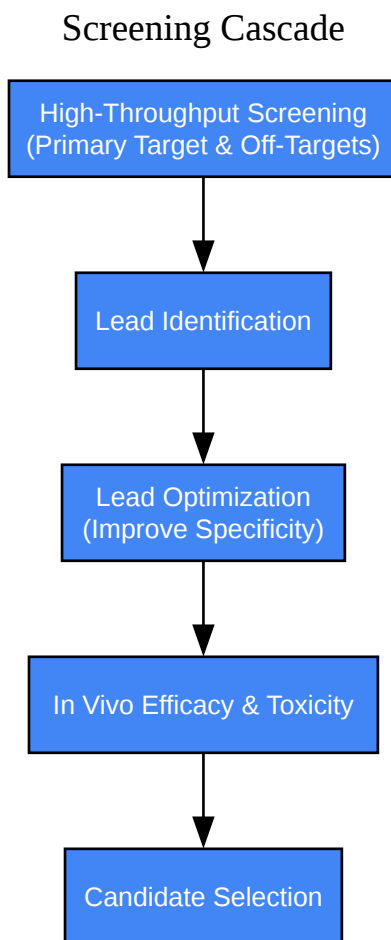 Screening Cascade
High-Throughput Screening
(Primary Target & Off-Targets)
Lead Identification
Lead Optimization
(Improve Specificity)
In Vivo Efficacy & Toxicity
Candidate Selection